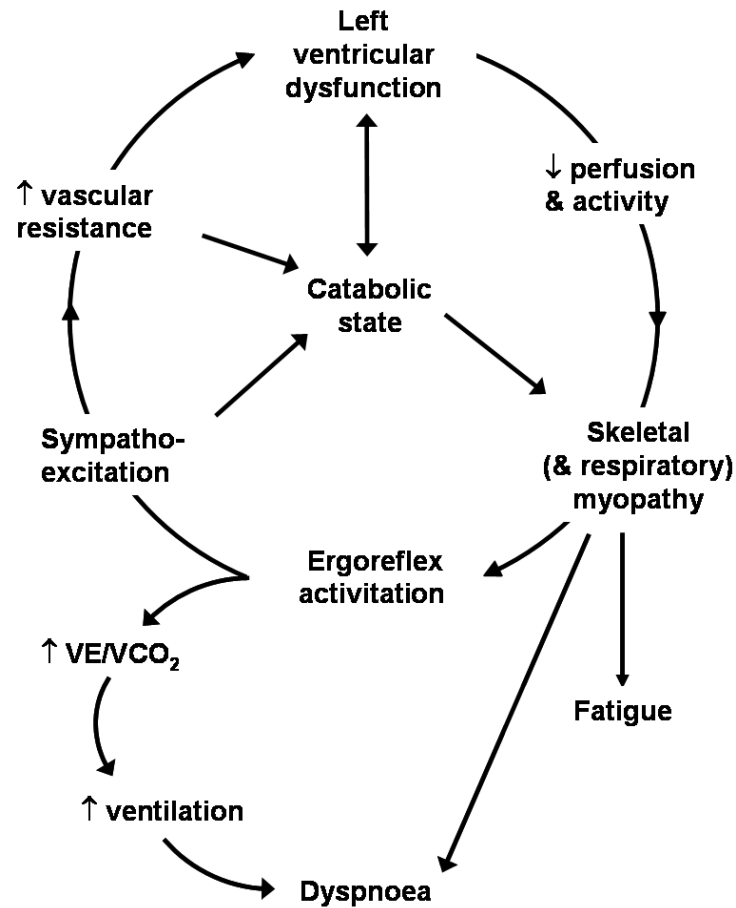 Left
ventricular
dysfunction
↓ perfusion
& activity
↑ vascular
resistance
Catabolic
state
Sympatho-
excitation
Skeletal
(& respiratory)
myopathy
Ergoreflex
activitation
↑ VE/VCO₂
Fatigue
↑ ventilation
Dyspnoea